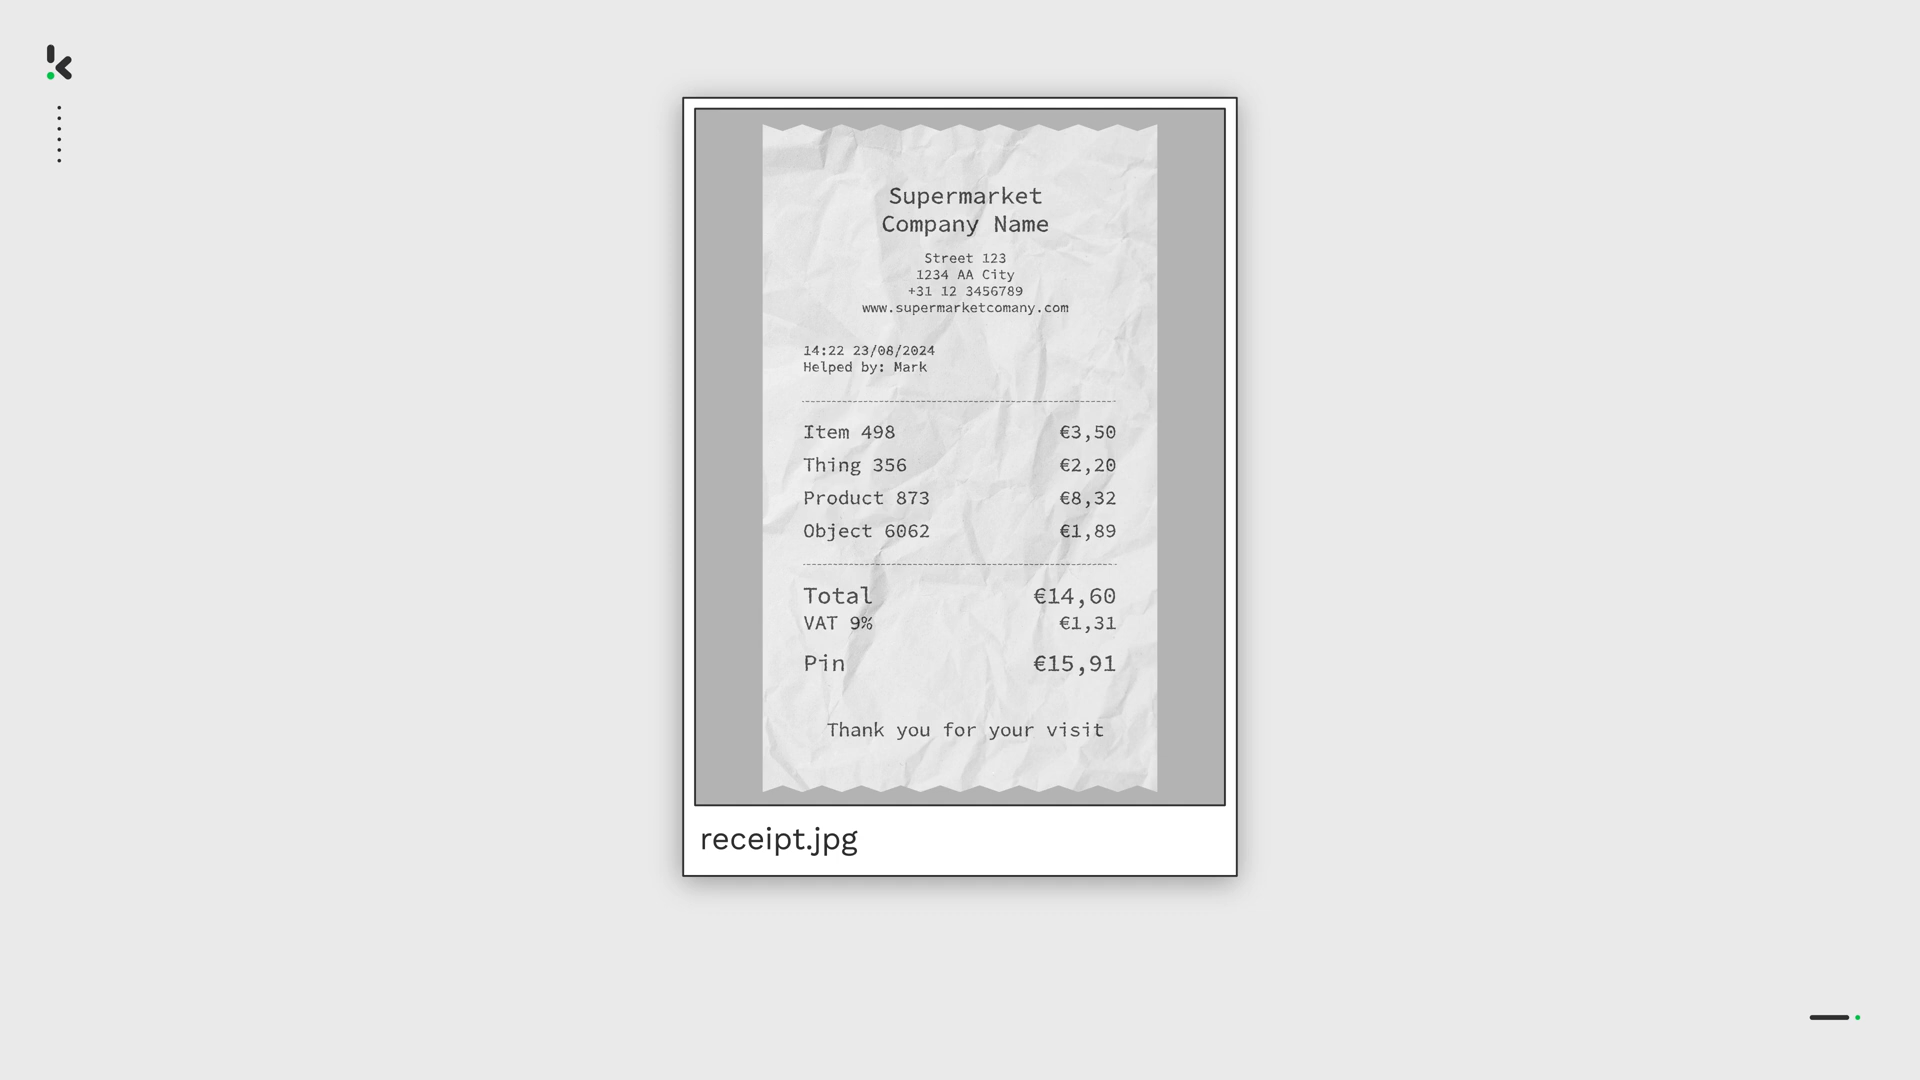 Supermarket
Company Name
Street 123
1234 AA City
+31 12 3456789
www.supermarketcomany.com
14:22 23/08/2024
Helped by: Mark
Item 498 €3,50
Thing 356 €2,20
Product 873 €8,32
Object 6062 €1,89
Total €14,60
VAT 9% €1,31
Pin €15,91
Thank you for your visit
receipt.jpg